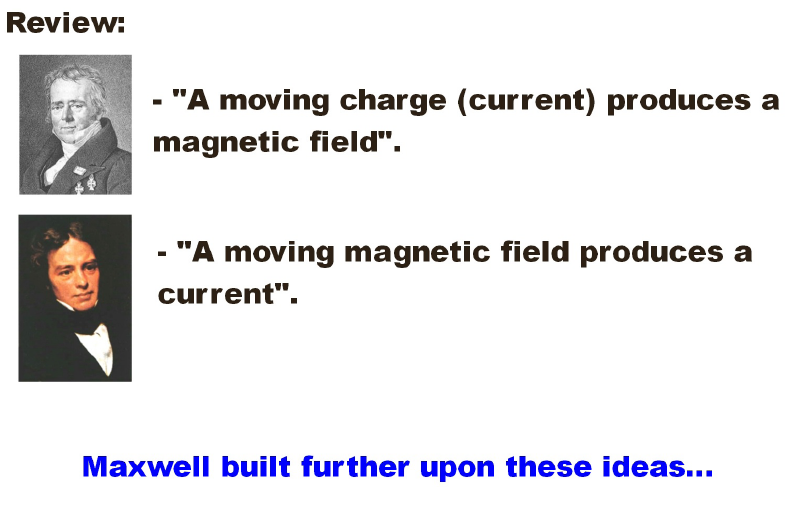 Review:
- "A moving charge (current) produces a
magnetic field".
- "A moving magnetic field produces a
current".
Maxwell built further upon these ideas...